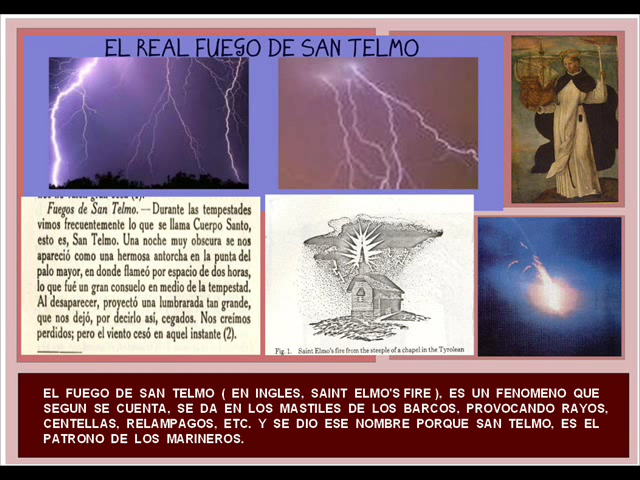 EL REAL FUEGO DE SAN TELMO
Fuegos de San Telmo. — Durante las tempestades
vimos frecuentemente lo que se llama Cuerpo Santo,
esto es, San Telmo. Una noche muy obscura se nos
apareció como una hermosa antorcha en la punta del
palo mayor, en donde flameó por espacio de dos horas,
lo que fué un gran consuelo en medio de la tempestad.
Al desaparecer, proyectó una lumbrarada tan grande,
que nos dejó, por decirlo así, cegados. Nos creimos
perdidos; pero el viento cesó en aquel instante (2).
Fig. 1. Saint Elmo's fire from the steeple of a chapel in the Tyrolean
EL FUEGO DE SAN TELMO ( EN INGLES, SAINT ELMO'S FIRE ), ES UN FENOMENO QUE
SEGUN SE CUENTA, SE DA EN LOS MASTILES DE LOS BARCOS, PROVOCANDO RAYOS,
CENTELLAS, RELAMPAGOS, ETC. Y SE DIO ESE NOMBRE PORQUE SAN TELMO, ES EL
PATRONO DE LOS MARINEROS.